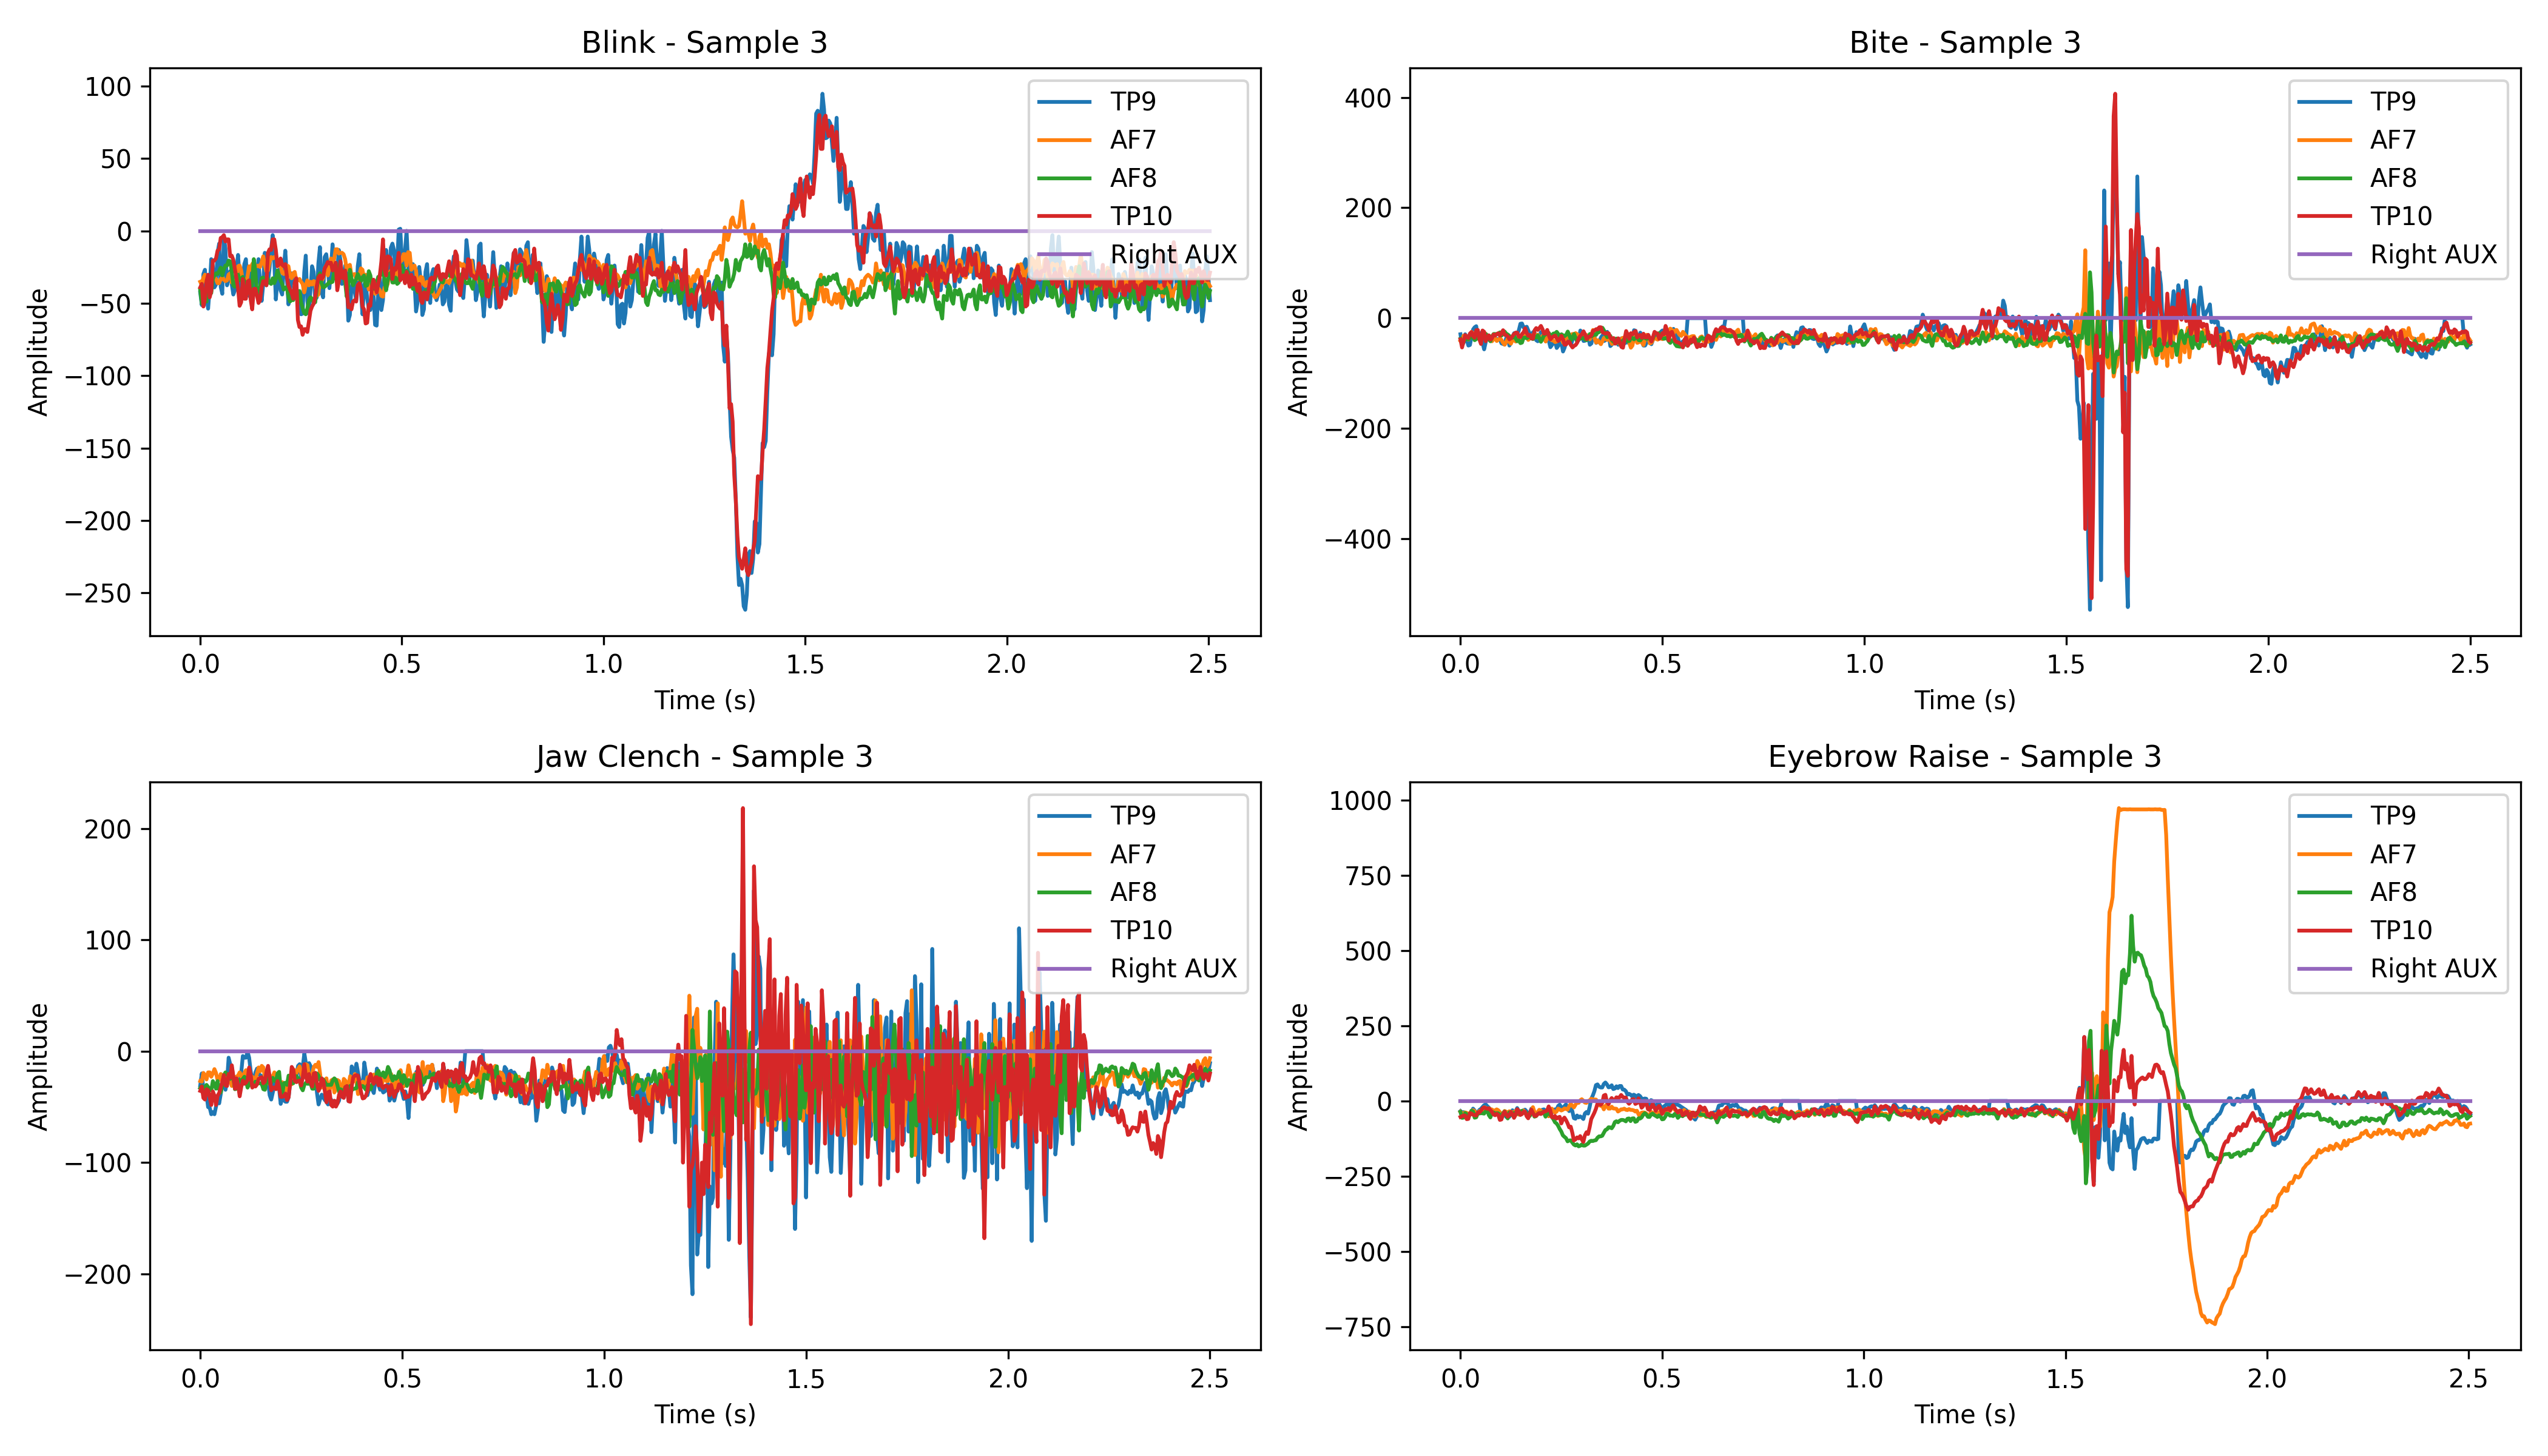 Blink - Sample 3
Amplitude
100
50
0
−50
−100
−150
−200
−250
TP9
AF7
AF8
TP10
Right AUX
0.0 0.5 1.0 1.5 2.0 2.5
Time (s)
Bite - Sample 3
Amplitude
400
200
0
−200
−400
TP9
AF7
AF8
TP10
Right AUX
0.0 0.5 1.0 1.5 2.0 2.5
Time (s)
Jaw Clench - Sample 3
Amplitude
200
100
0
−100
−200
TP9
AF7
AF8
TP10
Right AUX
0.0 0.5 1.0 1.5 2.0 2.5
Time (s)
Eyebrow Raise - Sample 3
Amplitude
1000
750
500
250
0
−250
−500
−750
TP9
AF7
AF8
TP10
Right AUX
0.0 0.5 1.0 1.5 2.0 2.5
Time (s)